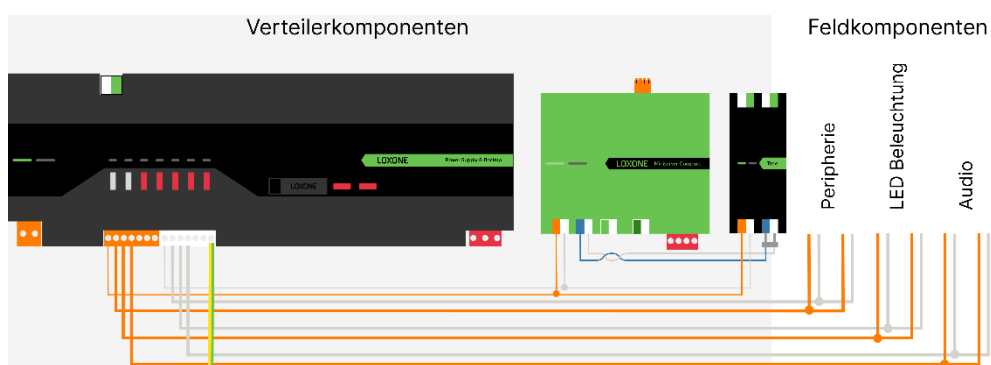 Verteilerkomponenten
Feldkomponenten
LOXONE
Power Supply & Backup
LOXONE
LOXONE
Miniserver Compact
Tree
Peripherie
LED Beleuchtung
Audio